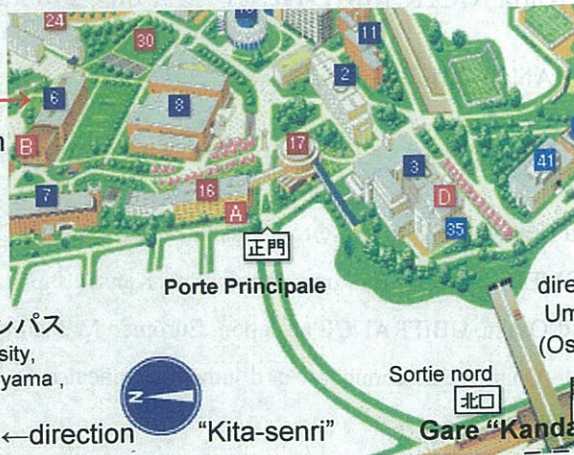 24
30
11
6
8
2
B
17
3
41
7
16
D
A
35
正門
Porte Principale
dire
ンパス
Um
sity,
(Os
yama ,
Sortie nord
N
北口
←direction
"Kita-senri"
Gare "Kanda